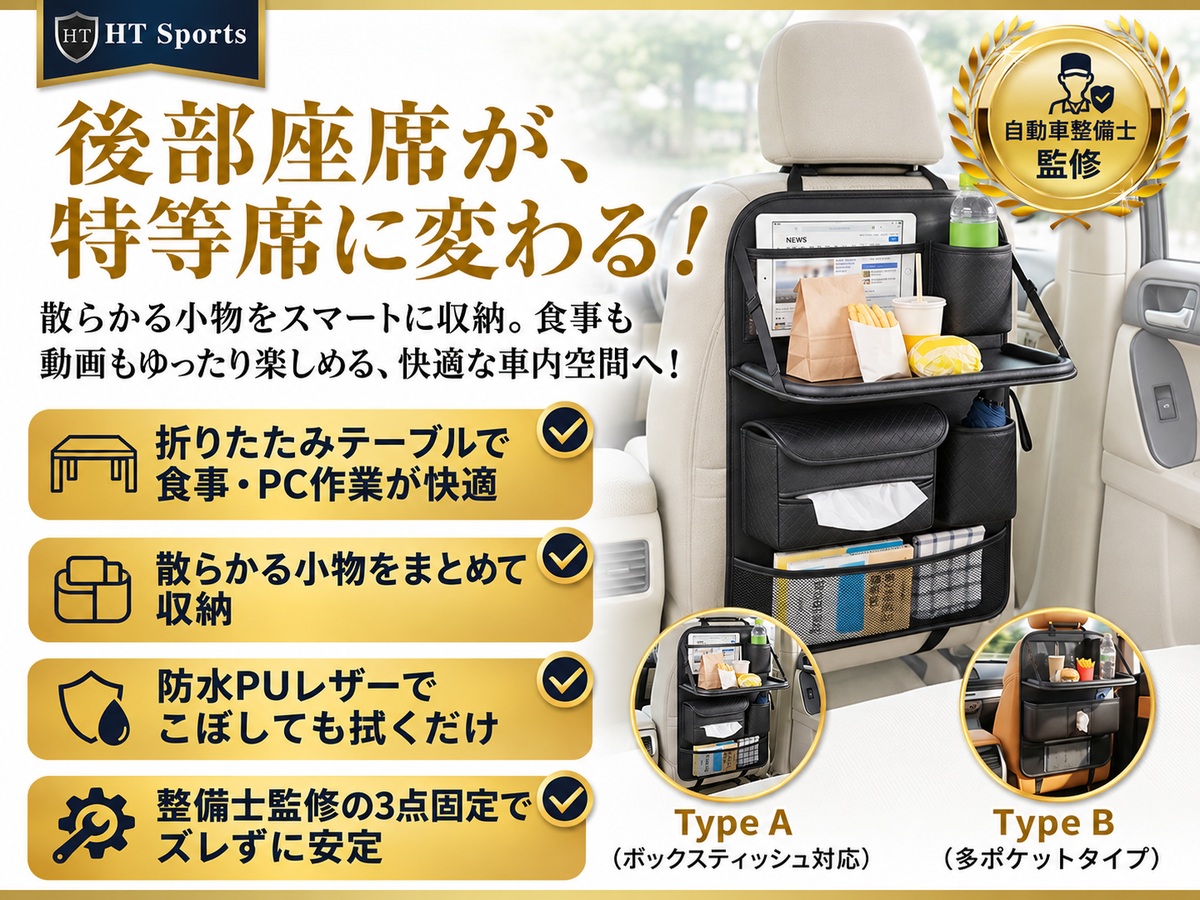 HT HT Sports
自動車整備士
監修
後部座席が、
特等席に変わる!
散らかる小物をスマートに収納。食事も
動画もゆったり楽しめる、快適な車内空間へ!
NEWS
折りたたみテーブルで
食事・PC作業が快適
散らかる小物をまとめて
収納
防水PUレザーで
こぼしても拭くだけ
整備士監修の3点固定で
ズレずに安定
Type A
(ボックスティッシュ対応)
Type B
(多ポケットタイプ)